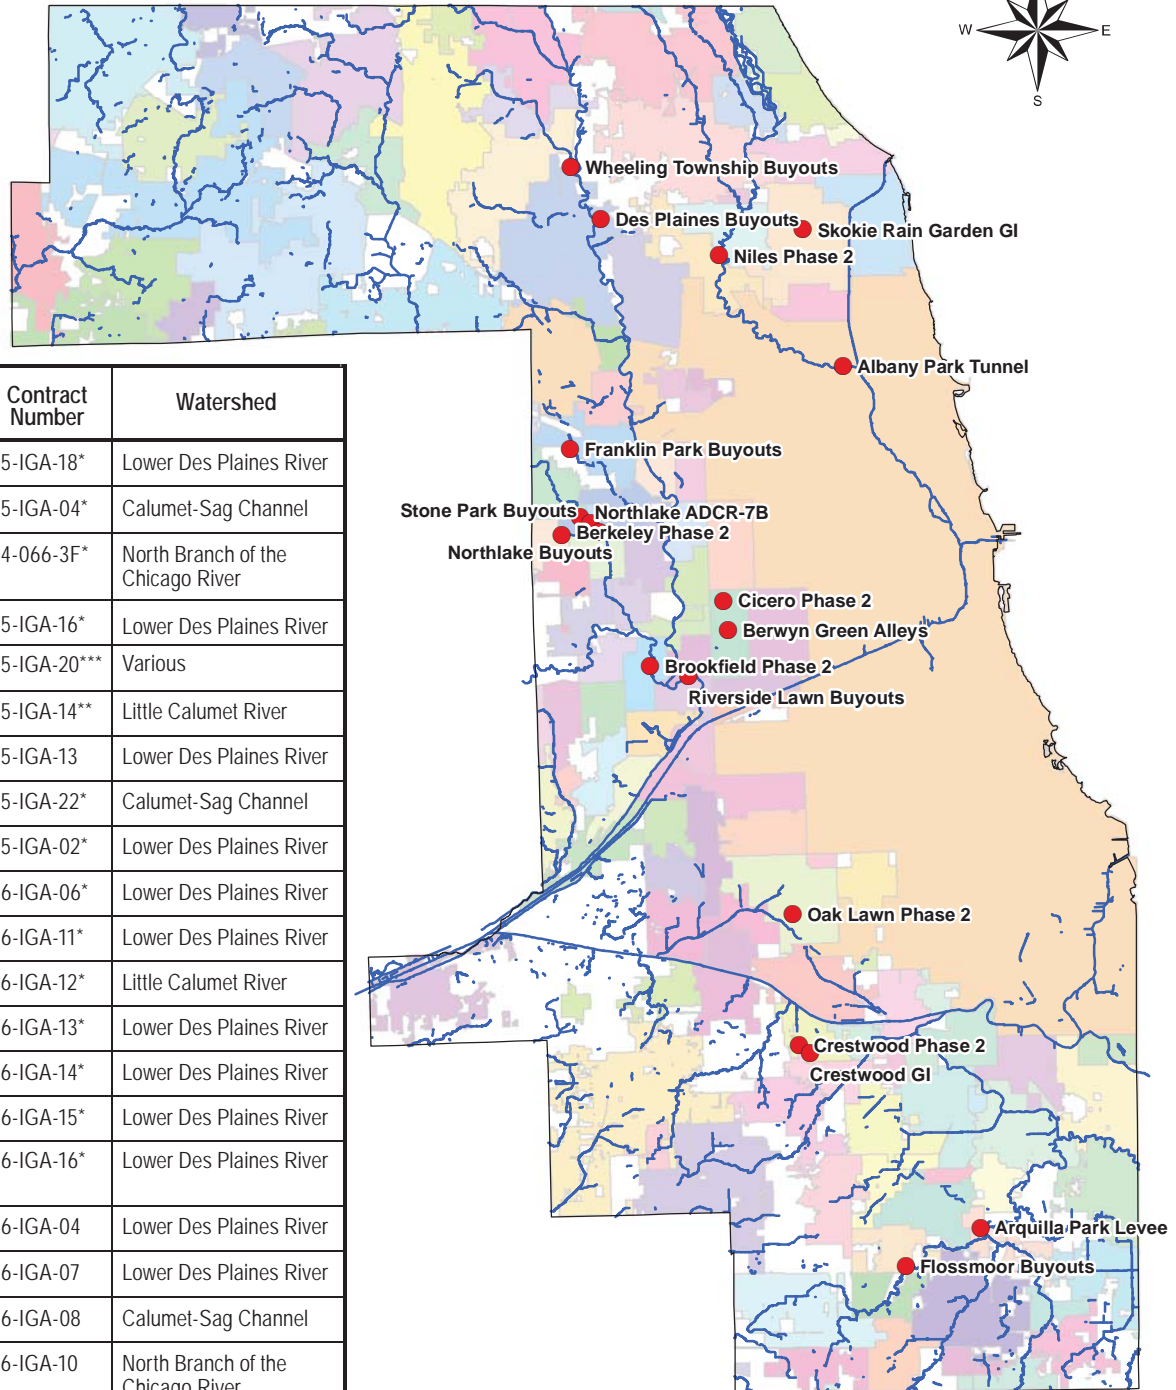 W
E
S
Wheeling Township Buyouts
Des Plaines Buyouts
Skokie Rain Garden GI
Niles Phase 2
Albany Park Tunnel
Franklin Park Buyouts
Stone Park Buyouts
Northlake ADCR-7B
Berkeley Phase 2
Northlake Buyouts
Cicero Phase 2
Berwyn Green Alleys
Brookfield Phase 2
Riverside Lawn Buyouts
Oak Lawn Phase 2
Crestwood Phase 2
Crestwood GI
Arquilla Park Levee
Flossmoor Buyouts
Contract
Number
Watershed
5-IGA-18* Lower Des Plaines River
5-IGA-04* Calumet-Sag Channel
4-066-3F* North Branch of the
Chicago River
5-IGA-16* Lower Des Plaines River
5-IGA-20*** Various
5-IGA-14** Little Calumet River
5-IGA-13 Lower Des Plaines River
5-IGA-22* Calumet-Sag Channel
5-IGA-02* Lower Des Plaines River
6-IGA-06* Lower Des Plaines River
6-IGA-11* Lower Des Plaines River
6-IGA-12* Little Calumet River
6-IGA-13* Lower Des Plaines River
6-IGA-14* Lower Des Plaines River
6-IGA-15* Lower Des Plaines River
6-IGA-16* Lower Des Plaines River
6-IGA-04 Lower Des Plaines River
6-IGA-07 Lower Des Plaines River
6-IGA-08 Calumet-Sag Channel
6-IGA-10 North Branch of the
Chicago River